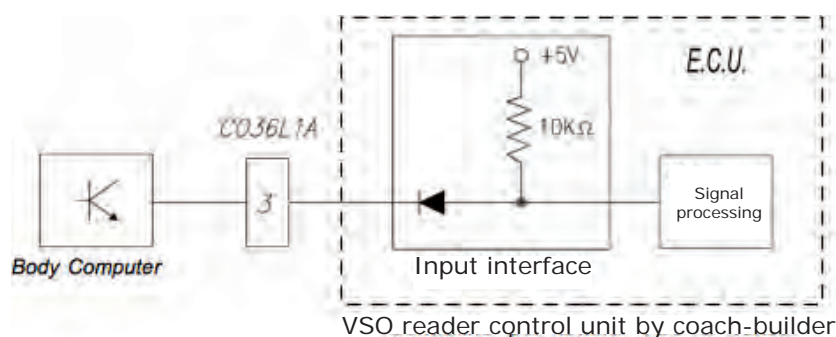 +5V
E.C.U.
10KΩ
C036L1A
3
Signal
processing
Body Computer
Input interface
VSO reader control unit by coach-builder